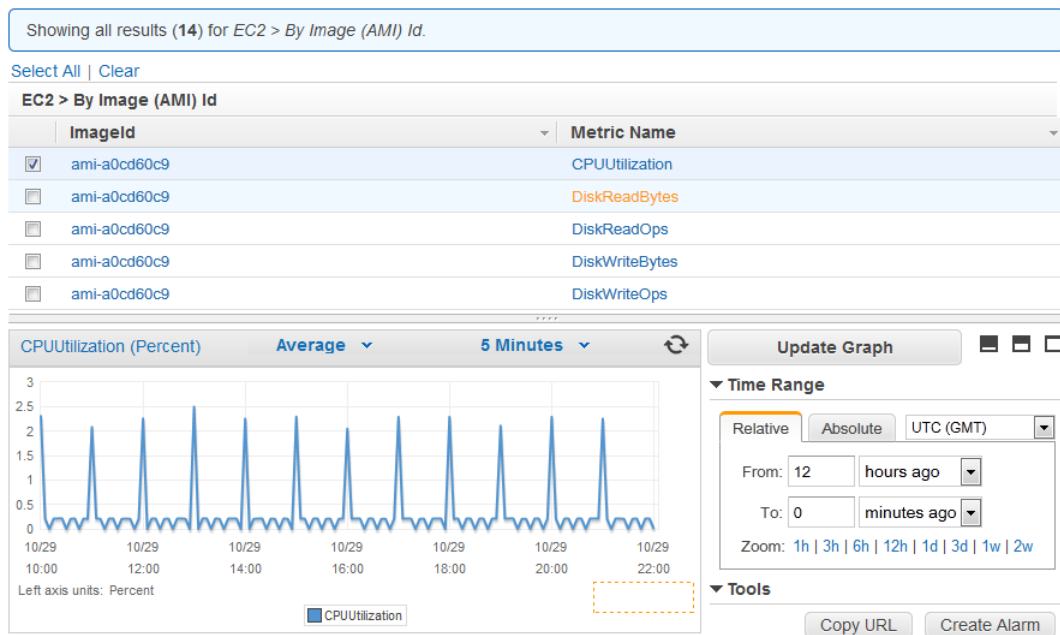 Showing all results (14) for EC2 > By Image (AMI) Id.
Select All | Clear
EC2 > By Image (AMI) Id
ImageId Metric Name
ami-a0cd60c9 CPUUtilization
ami-a0cd60c9 DiskReadBytes
ami-a0cd60c9 DiskReadOps
ami-a0cd60c9 DiskWriteBytes
ami-a0cd60c9 DiskWriteOps
CPUUtilization (Percent) Average 5 Minutes
3
2.5
2
1.5
1
0.5
0
10/29 10/29 10/29 10/29 10/29 10/29 10/29
10:00 12:00 14:00 16:00 18:00 20:00 22:00
Left axis units: Percent
CPUUtilization
Update Graph
Time Range
Relative Absolute UTC (GMT)
From: 12 hours ago
To: 0 minutes ago
Zoom: 1h | 3h | 6h | 12h | 1d | 3d | 1w | 2w
Tools
Copy URL Create Alarm